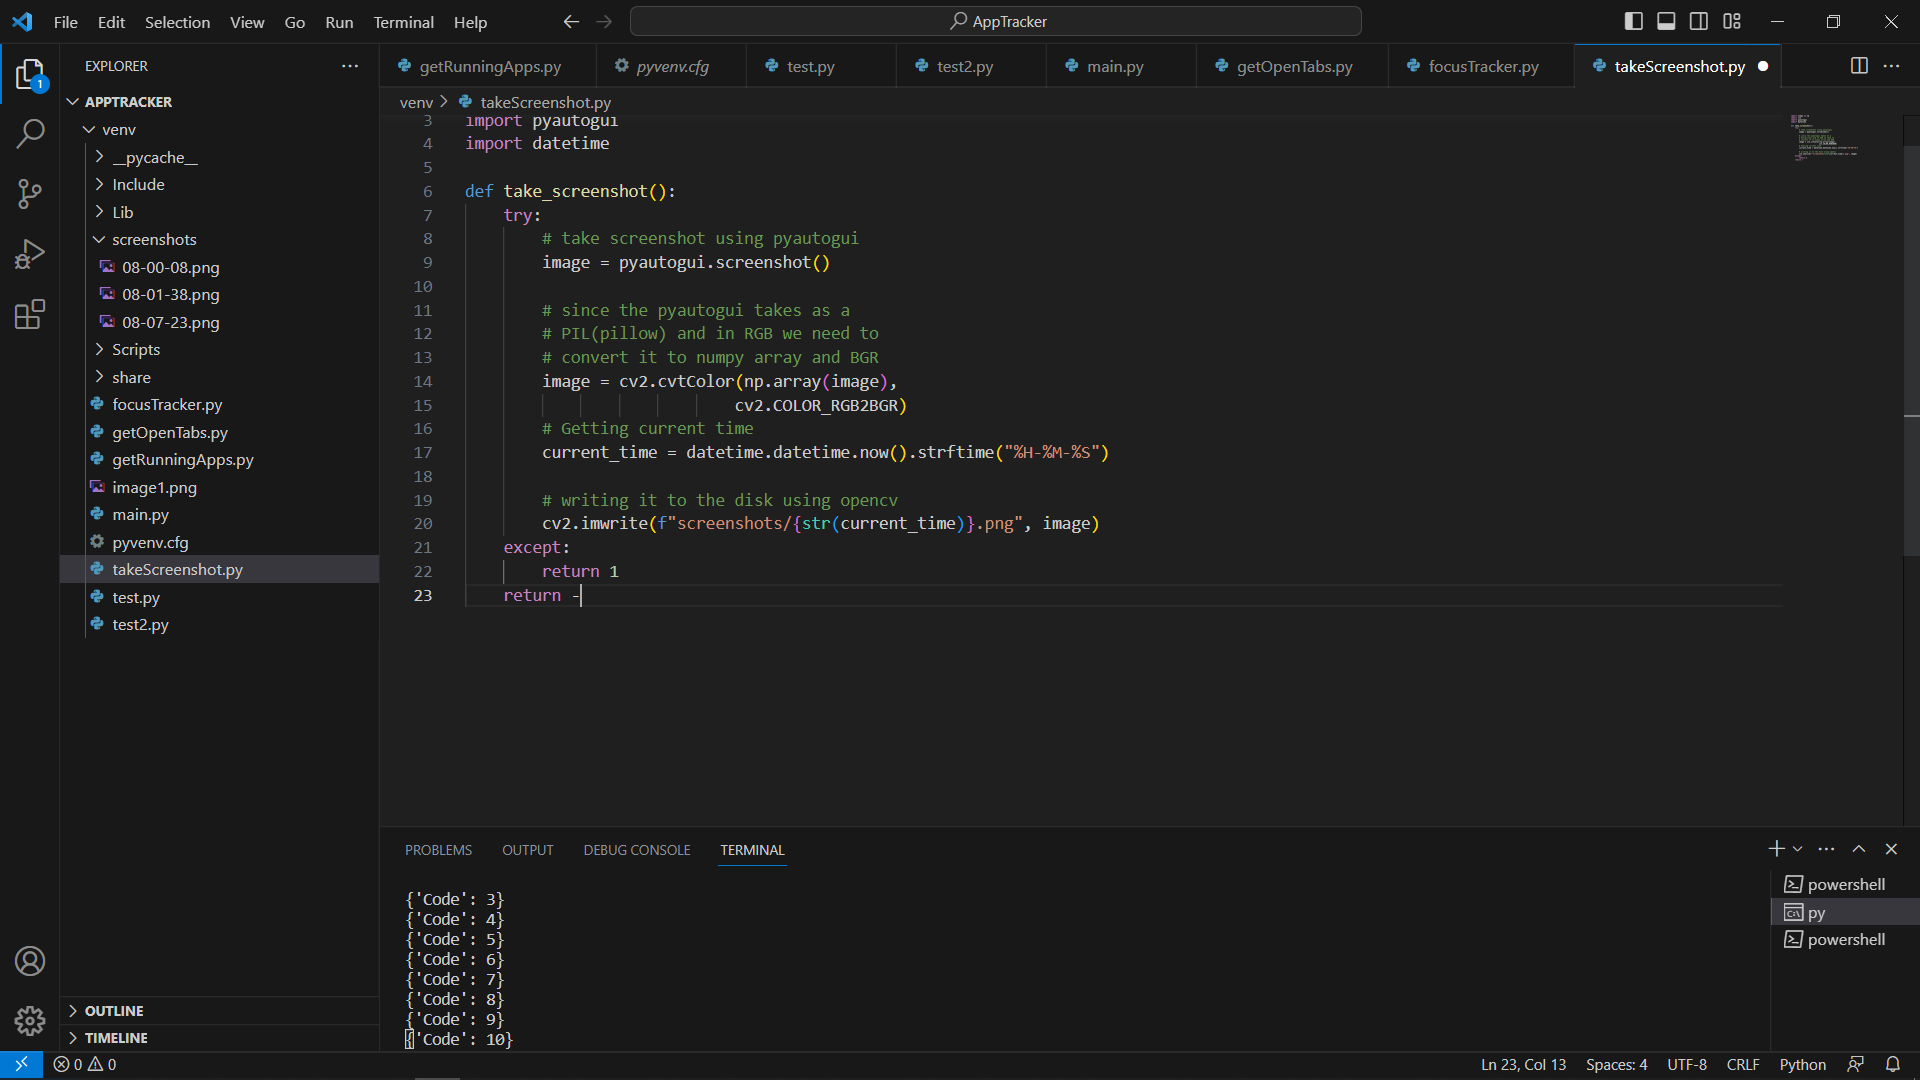 File Edit Selection View Go Run Terminal Help
AppTracker
1
EXPLORER
APPTRACKER
venv
__pycache__
Include
Lib
screenshots
08-00-08.png
08-01-38.png
08-07-23.png
Scripts
share
focusTracker.py
getOpenTabs.py
getRunningApps.py
image1.png
main.py
pyvenv.cfg
takeScreenshot.py
test.py
test2.py
OUTLINE
TIMELINE
getRunningApps.py pyvenv.cfg test.py test2.py main.py getOpenTabs.py focusTracker.py takeScreenshot.py
venv > takeScreenshot.py
3 import pyautogui
4 import datetime
5
6 def take_screenshot():
7 try:
8 # take screenshot using pyautogui
9 image = pyautogui.screenshot()
10
11 # since the pyautogui takes as a
12 # PIL(pillow) and in RGB we need to
13 # convert it to numpy array and BGR
14 image = cv2.cvtColor(np.array(image),
15 cv2.COLOR_RGB2BGR)
16 # Getting current time
17 current_time = datetime.datetime.now().strftime("%H-%M-%S")
18
19 # writing it to the disk using opencv
20 cv2.imwrite(f"screenshots/{str(current_time)}.png", image)
21 except:
22 return 1
23 return -
PROBLEMS OUTPUT DEBUG CONSOLE TERMINAL
{'Code': 3}
{'Code': 4}
{'Code': 5}
{'Code': 6}
{'Code': 7}
{'Code': 8}
{'Code': 9}
{'Code': 10}
powershell
py
powershell
0 0
Ln 23, Col 13 Spaces: 4 UTF-8 CRLF Python